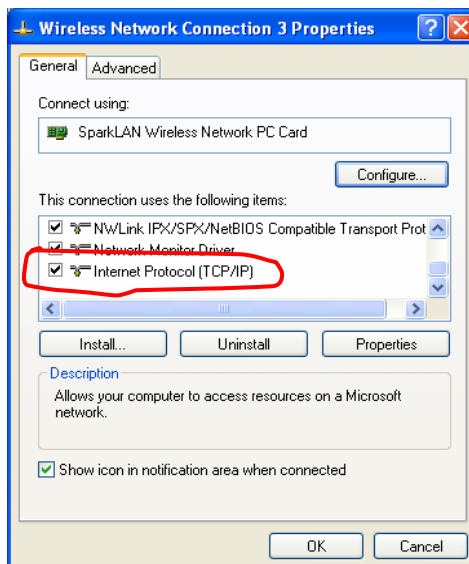 Wireless Network Connection 3 Properties
General Advanced
Connect using:
SparkLAN Wireless Network PC Card
Configure...
This connection uses the following items:
NWLink IPX/SPX/NetBIOS Compatible Transport Prot
Network Monitor Driver
Internet Protocol (TCP/IP)
Install... Uninstall Properties
Description
Allows your computer to access resources on a Microsoft
network.
Show icon in notification area when connected
OK Cancel